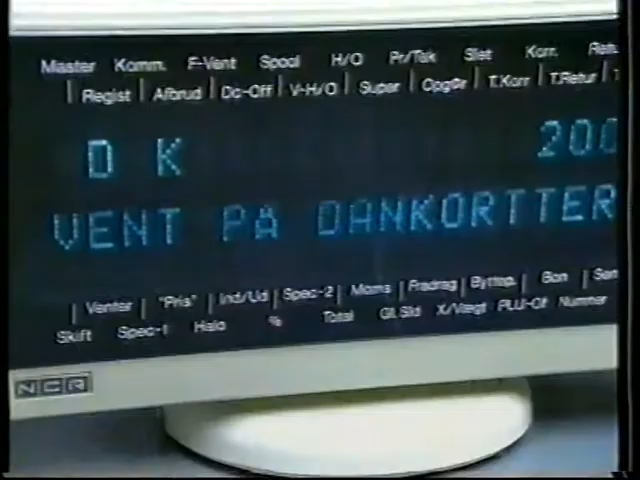 Master Komm. F-Vent Spool H/O Pr/Tek Slet Korr. Retu
Regist Afbrud Dc-Off V-H/O Super Opgør T.Korr T.Retur
D K 200
VENT PÅ DANKORTTER
Venter "Pris" Ind/Ud Spec-2 Moms Fradrag Byttep. Bon Sen
Skift Spec-1 Halo % Total Gl.Sld X/Vægt PLU-Of Nummer
NCR